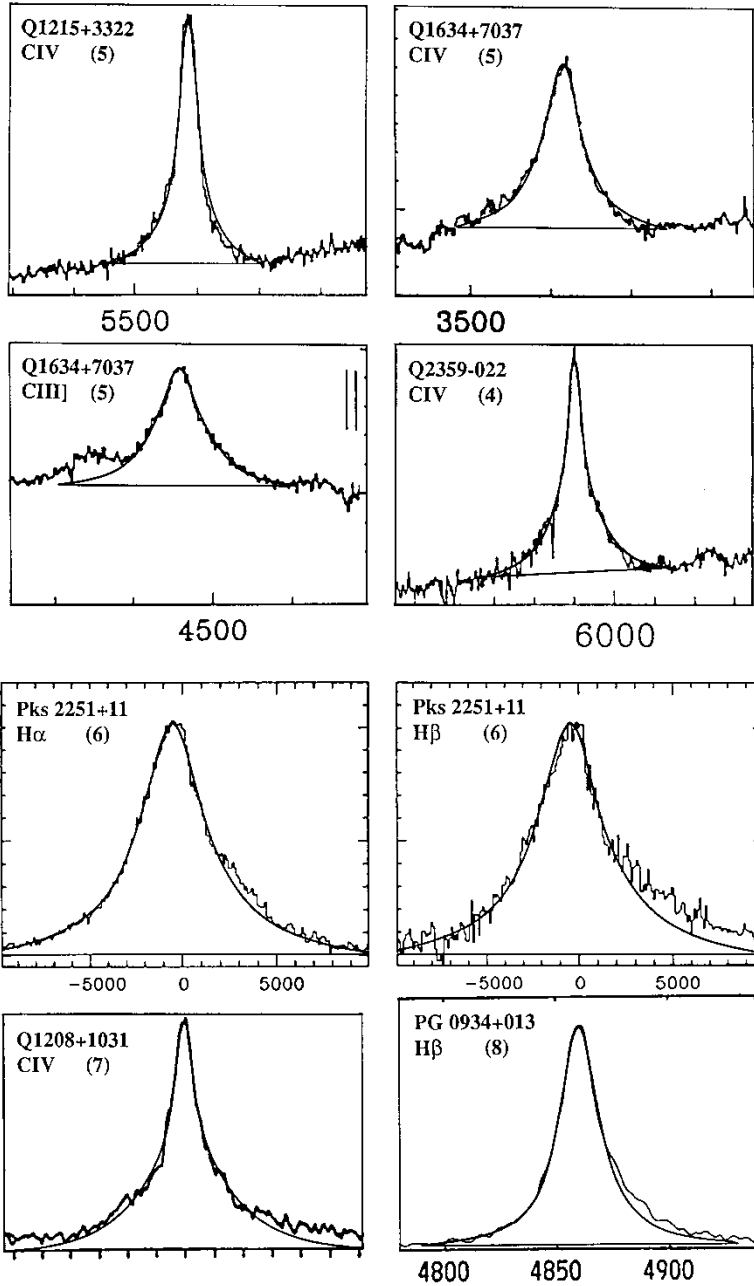 Q1215+3322
CIV (5)
5500
Q1634+7037
CIV (5)
3500
Q1634+7037
CIII] (5)
4500
Q2359-022
CIV (4)
6000
Pks 2251+11
Hα (6)
-5000 0 5000
Pks 2251+11
Hβ (6)
-5000 0 5000
Q1208+1031
CIV (7)
PG 0934+013
Hβ (8)
4800 4850 4900